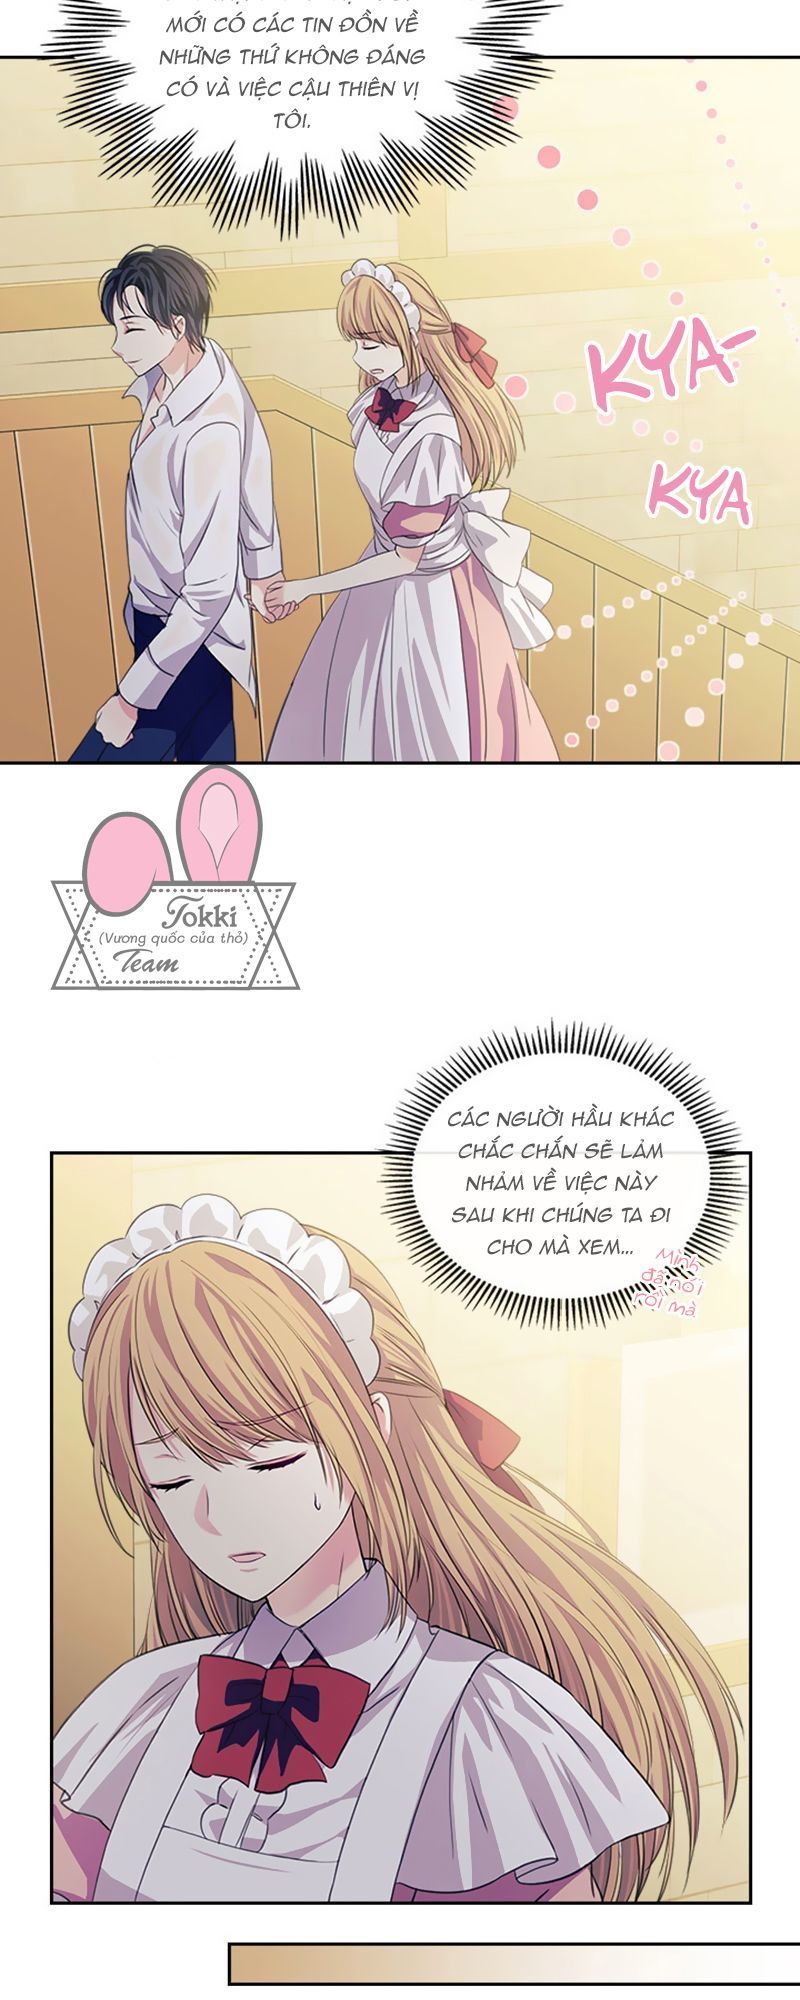 MỚI CÓ CÁC TIN ĐỒN VỀ
NHỮNG THỨ KHÔNG ĐÁNG
CÓ VÀ VIỆC CẬU THIÊN VỊ
TÔI.
KYA-
KYA
Tokki
(Vương quốc của thỏ)
Team
CÁC NGƯỜI HẦU KHÁC
CHẮC CHẮN SẼ LẢM
NHẢM VỀ VIỆC NÀY
SAU KHI CHÚNG TA ĐI
CHO MÀ XEM...
Mình
đã nói
rồi mà